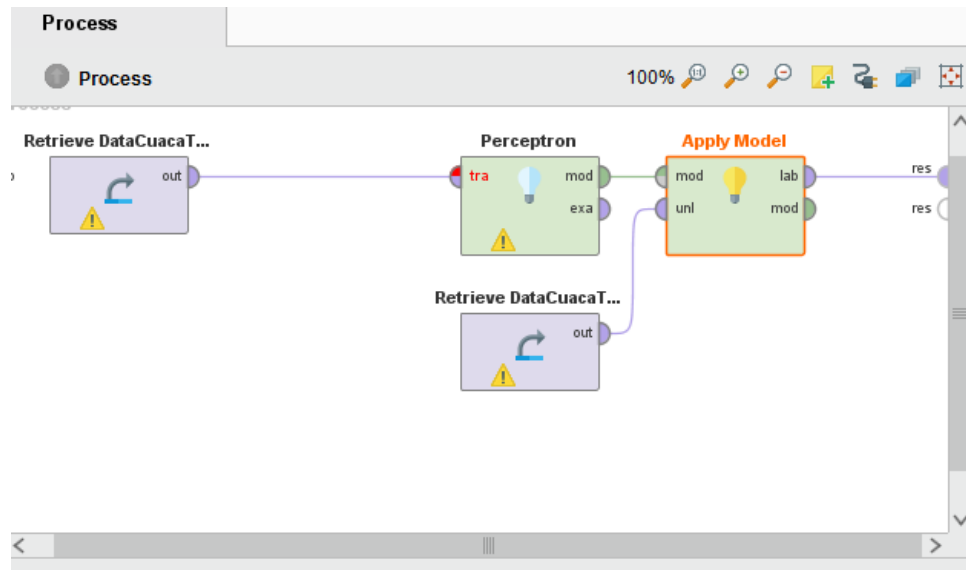 Process
Process
100%
Retrieve DataCuacaT...
out
Perceptron
tra
mod
exa
Apply Model
mod
lab
unl
mod
res
res
Retrieve DataCuacaT...
out